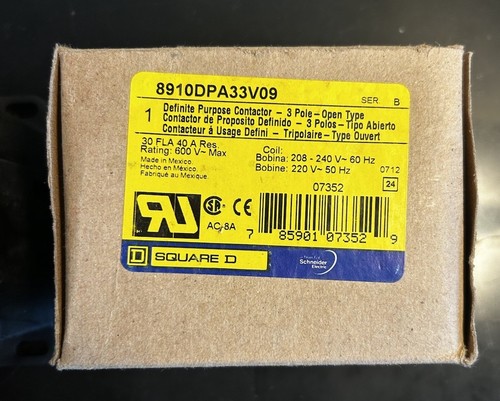 8910DPA33V09
SER B
1 Definite Purpose Contactor – 3 Pole–Open Type
Contactor de Proposito Definido – 3 Polos–Tipo Abierto
Contacteur à Usage Defini – Tripolaire–Type Ouvert
30 FLA 40 A Res.
Rating: 600 V~ Max
Coil:
Bobina: 208 - 240 V~ 60 Hz
Bobine: 220 V~ 50 Hz
Made in Mexico.
Hecho en México.
Fabriqué au Mexique
0712
07352
24
RU
SA CE
AC/8A
7 85901 07352 9
D SQUARE D
Schneider
Electric